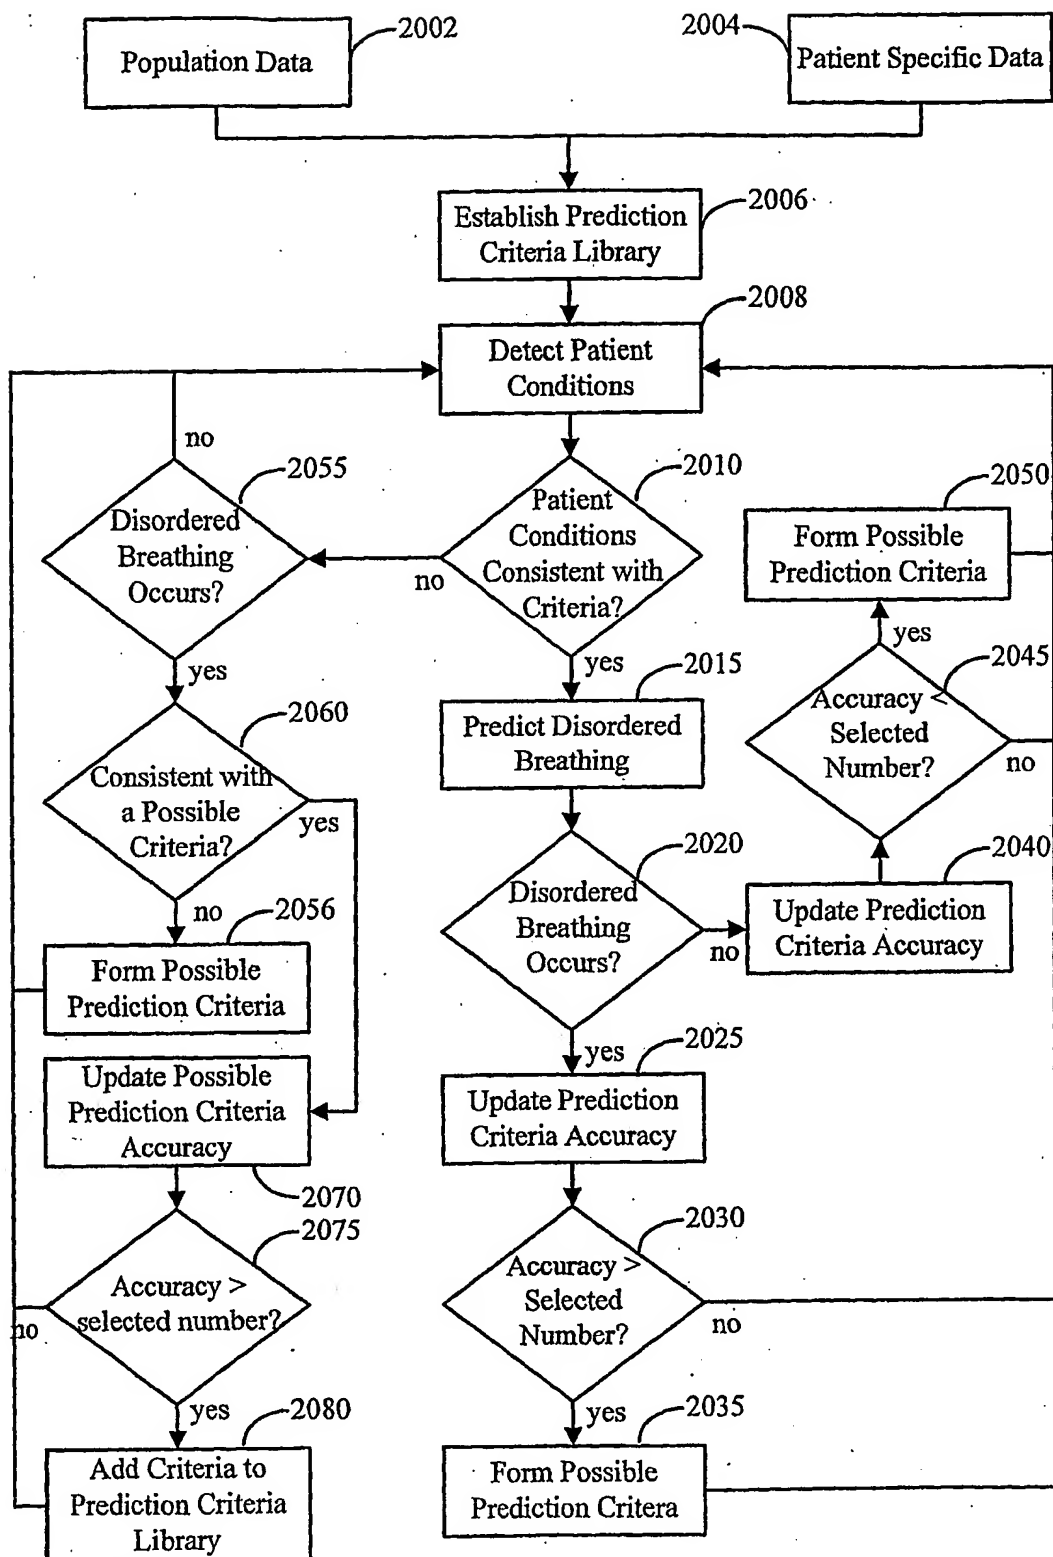 Population Data
2002
2004
Patient Specific Data
Establish Prediction
Criteria Library
2006
Detect Patient
Conditions
2008
no
2055
Disordered
Breathing
Occurs?
yes
2010
Patient
Conditions
Consistent with
Criteria?
no
yes
2050
Form Possible
Prediction Criteria
yes
2045
Accuracy <
Selected
Number?
no
2015
Predict Disordered
Breathing
2060
Consistent with
a Possible
Criteria?
yes
no
2020
Disordered
Breathing
Occurs?
no
yes
2040
Update Prediction
Criteria Accuracy
2056
Form Possible
Prediction Criteria
2025
Update Prediction
Criteria Accuracy
Update Possible
Prediction Criteria
Accuracy
2070
2075
Accuracy >
selected number?
no
yes
2030
Accuracy >
Selected
Number?
no
yes
2080
Add Criteria to
Prediction Criteria
Library
2035
Form Possible
Prediction Critera